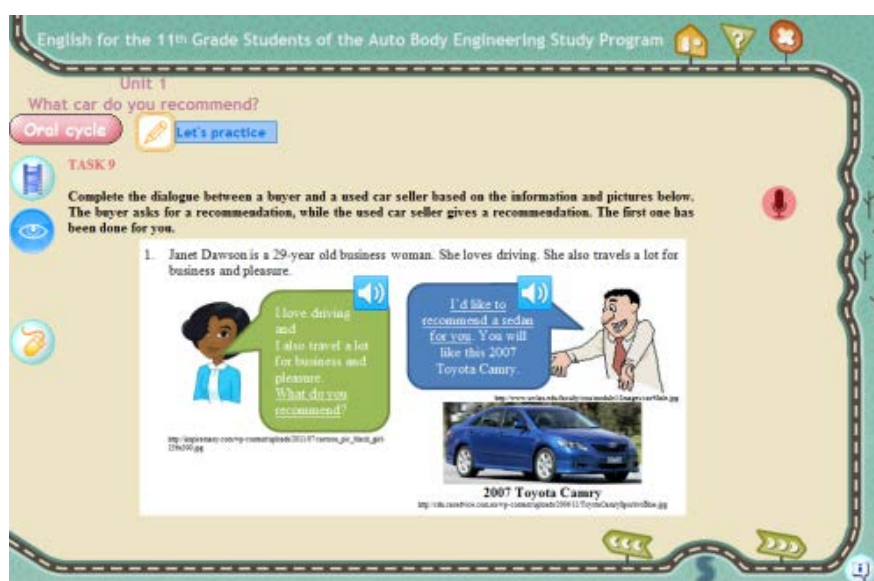 English for the 11th Grade Students of the Auto Body Engineering Study Program
Unit 1
What car do you recommend?
Oral cycle
Let's practice
TASK 9
Complete the dialogue between a buyer and a used car seller based on the information and pictures below.
The buyer asks for a recommendation, while the used car seller gives a recommendation. The first one has
been done for you.
1. Janet Dawson is a 29-year old business woman. She loves driving. She also travels a lot for
business and pleasure.
I love driving
and
I also travel a lot
for business and
pleasure.
What do you
recommend?
I'd like to
recommend a sedan
for you. You will
like this 2007
Toyota Camry.
2007 Toyota Camry